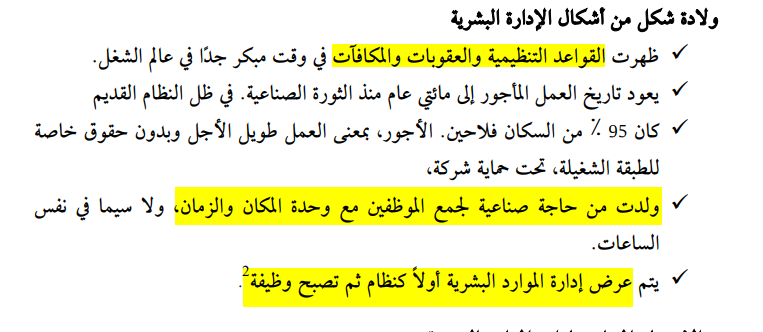 ولادة شكل من أشكال الإدارة البشرية
✓ ظهرت القواعد التنظيمية والعقوبات والمكافآت في وقت مبكر جدًا في عالم الشغل.
✓ يعود تاريخ العمل المأجور إلى مائتي عام منذ الثورة الصناعية. في ظل النظام القديم
✓ كان 95 ٪ من السكان فلاحين. الأجور، بمعنى العمل طويل الأجل وبدون حقوق خاصة
للطبقة الشغيلة، تحت حماية شركة،
✓ ولدت من حاجة صناعية لجمع الموظفين مع وحدة المكان والزمان، ولا سيما في نفس
الساعات.
✓ يتم عرض إدارة الموارد البشرية أولاً كنظام ثم تصبح وظيفة2.